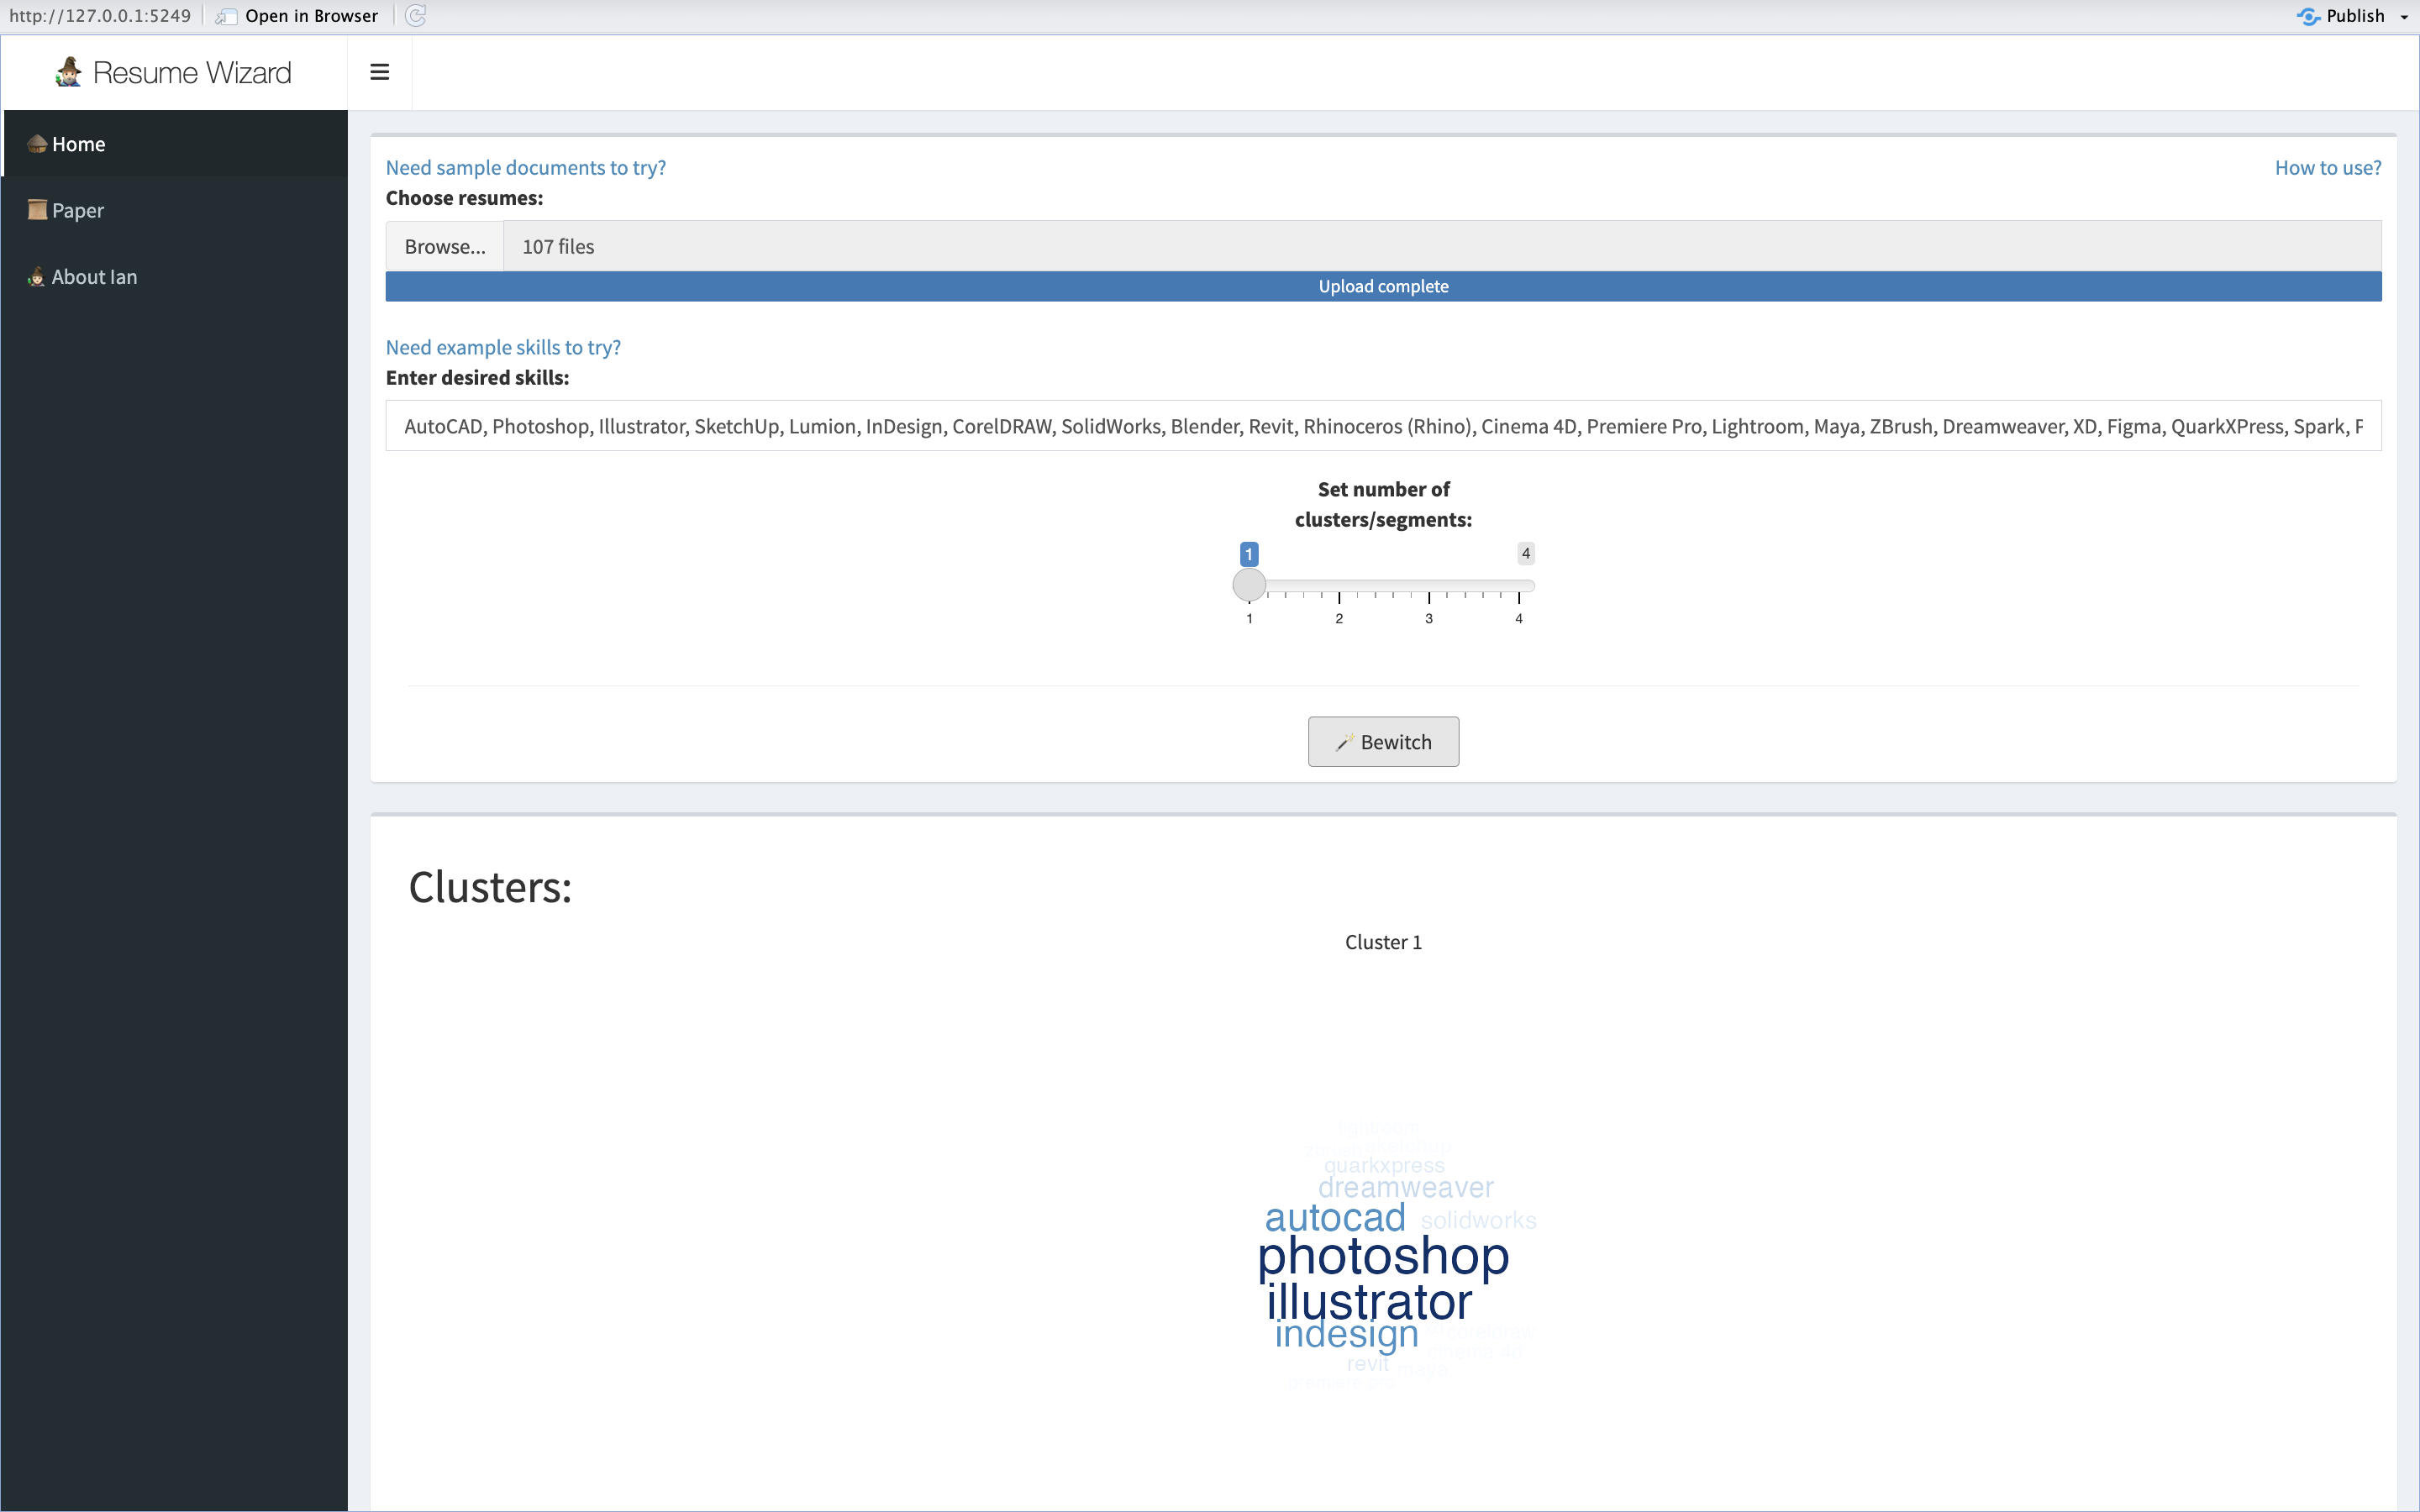 http://127.0.0.1:5249 Open in Browser Publish
Resume Wizard
Home
Paper
About Ian
Need sample documents to try? How to use?
Choose resumes:
Browse... 107 files
Upload complete
Need example skills to try?
Enter desired skills:
AutoCAD, Photoshop, Illustrator, SketchUp, Lumion, InDesign, CorelDRAW, SolidWorks, Blender, Revit, Rhinoceros (Rhino), Cinema 4D, Premiere Pro, Lightroom, Maya, ZBrush, Dreamweaver, XD, Figma, QuarkXPress, Spark, F
Set number of
clusters/segments:
1 4
1 2 3 4
Bewitch
Clusters:
Cluster 1
lightroom
zbrush sketchup
quarkxpress
dreamweaver
autocad solidworks
photoshop
illustrator
indesign coreldraw
cinema 4d
revit maya
premiere pro